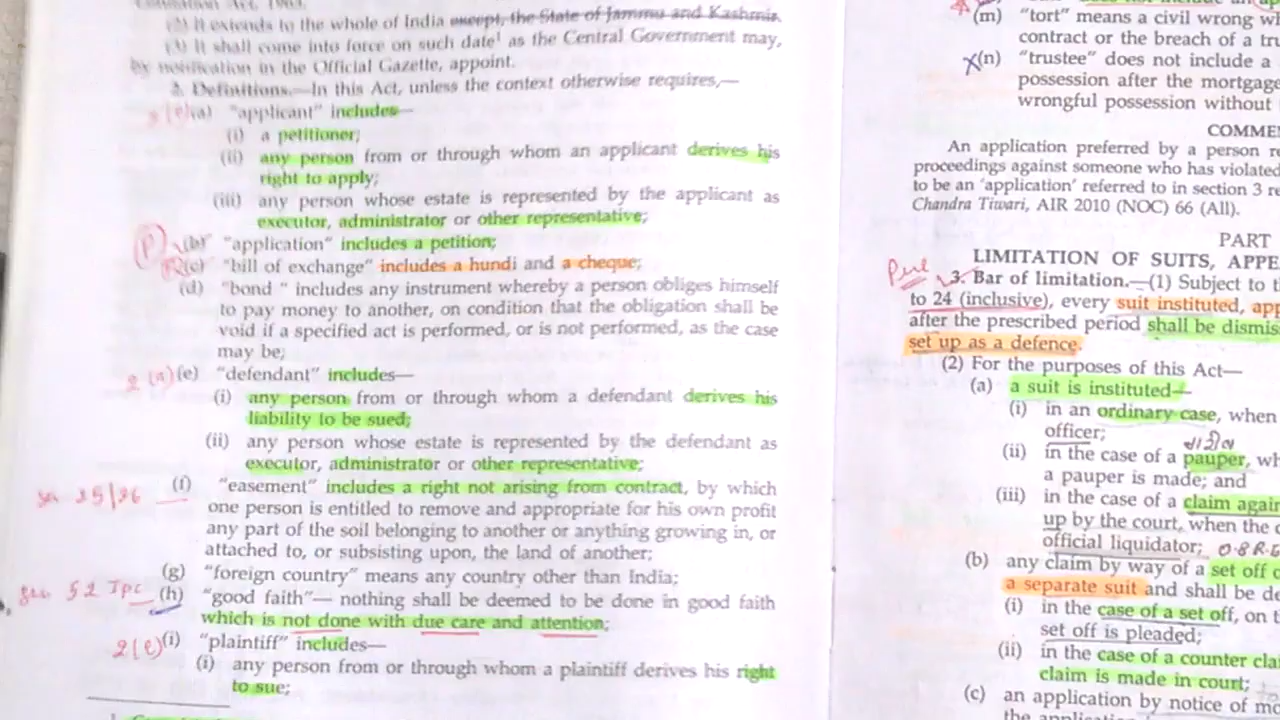 (2) It extends to the whole of India except the State of Jammu and Kashmir.
(3) It shall come into force on such date¹ as the Central Government may,
by notification in the Official Gazette, appoint.
2. Definitions.—In this Act, unless the context otherwise requires,—
(a) "applicant" includes—
(i) a petitioner;
(ii) any person from or through whom an applicant derives his
right to apply;
(iii) any person whose estate is represented by the applicant as
executor, administrator or other representative;
(b) "application" includes a petition;
(c) "bill of exchange" includes a hundi and a cheque;
(d) "bond " includes any instrument whereby a person obliges himself
to pay money to another, on condition that the obligation shall be
void if a specified act is performed, or is not performed, as the case
may be;
2(a) (e) "defendant" includes—
(i) any person from or through whom a defendant derives his
liability to be sued;
(ii) any person whose estate is represented by the defendant as
executor, administrator or other representative;
(f) "easement" includes a right not arising from contract, by which
one person is entitled to remove and appropriate for his own profit
any part of the soil belonging to another or anything growing in, or
attached to, or subsisting upon, the land of another;
(g) "foreign country" means any country other than India;
Sec 52 Ipc (h) "good faith"— nothing shall be deemed to be done in good faith
which is not done with due care and attention;
2(e) (i) "plaintiff" includes—
(i) any person from or through whom a plaintiff derives his right
to sue;
(m) "tort" means a civil wrong
contract or the breach of a
(n) "trustee" does not include a
possession after the mortgage
wrongful possession without
An application preferred by a person
proceedings against someone who has violated
to be an 'application' referred to in section 3
Chandra Tiwari, AIR 2010 (NOC) 66 (All).
PART
LIMITATION OF SUITS,
3. Bar of limitation.—(1) Subject to
to 24 (inclusive), every suit instituted,
after the prescribed period shall be
set up as a defence.
(2) For the purposes of this Act—
(a) a suit is instituted—
(i) in an ordinary case, when
officer;
(ii) in the case of a pauper,
a pauper is made; and
(iii) in the case of a claim
up by the court, when the
official liquidator;
(b) any claim by way of a set off
a separate suit and shall be
(i) in the case of a set off, on
set off is pleaded;
(ii) in the case of a counter
claim is made in court;
(c) an application by notice of
the